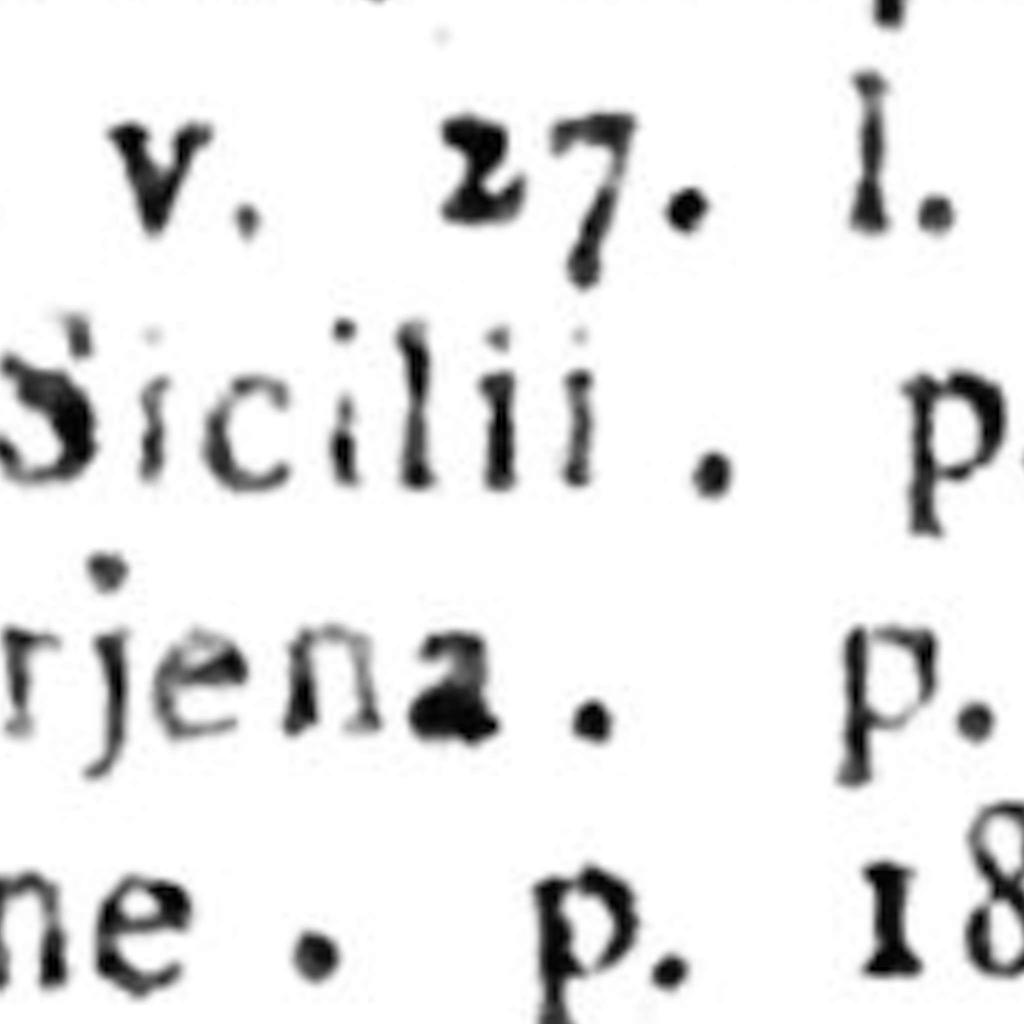 v. 27. l.
Sicilii . p.
rjena . p.
ne . p. 18